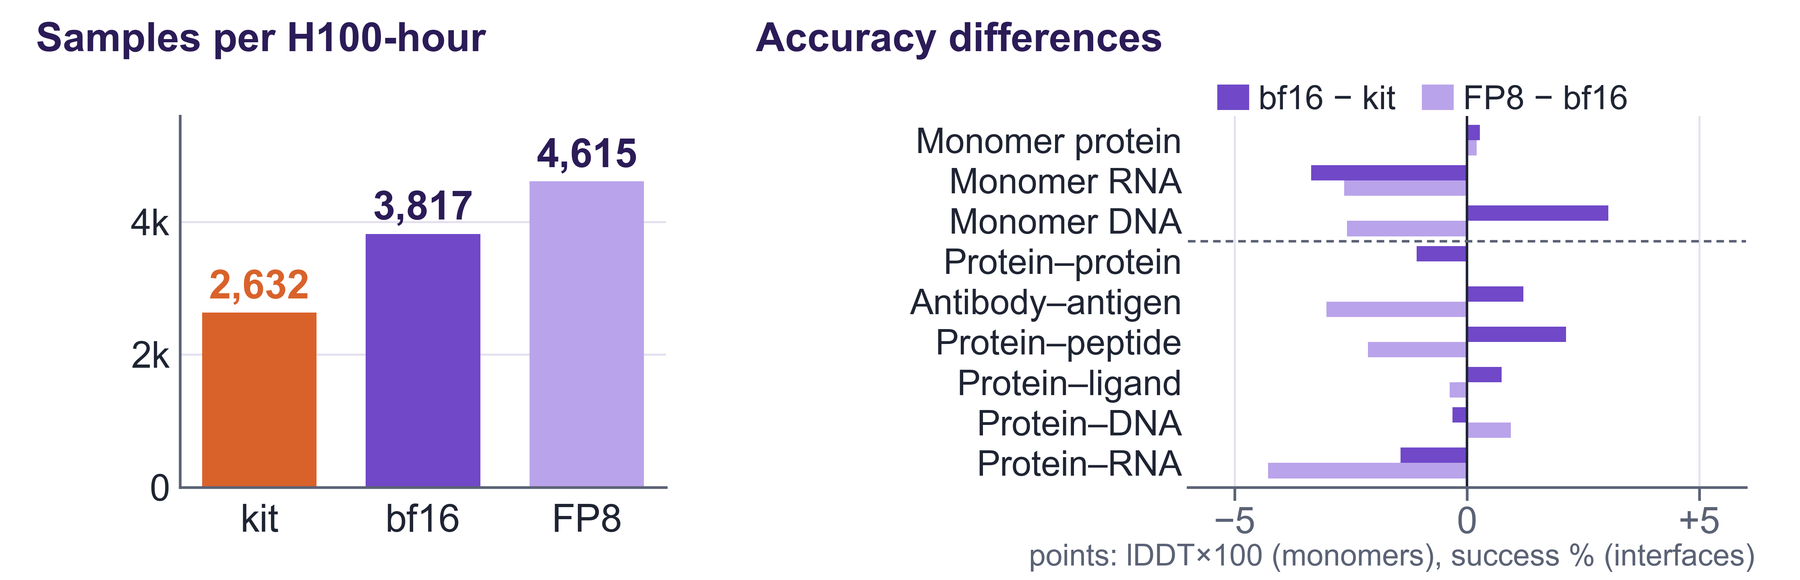 Samples per H100-hour
4k
2k
0
2,632
3,817
4,615
kit
bf16
FP8
Accuracy differences
bf16 − kit
FP8 − bf16
Monomer protein
Monomer RNA
Monomer DNA
Protein–protein
Antibody–antigen
Protein–peptide
Protein–ligand
Protein–DNA
Protein–RNA
−5
0
+5
points: lDDT×100 (monomers), success % (interfaces)